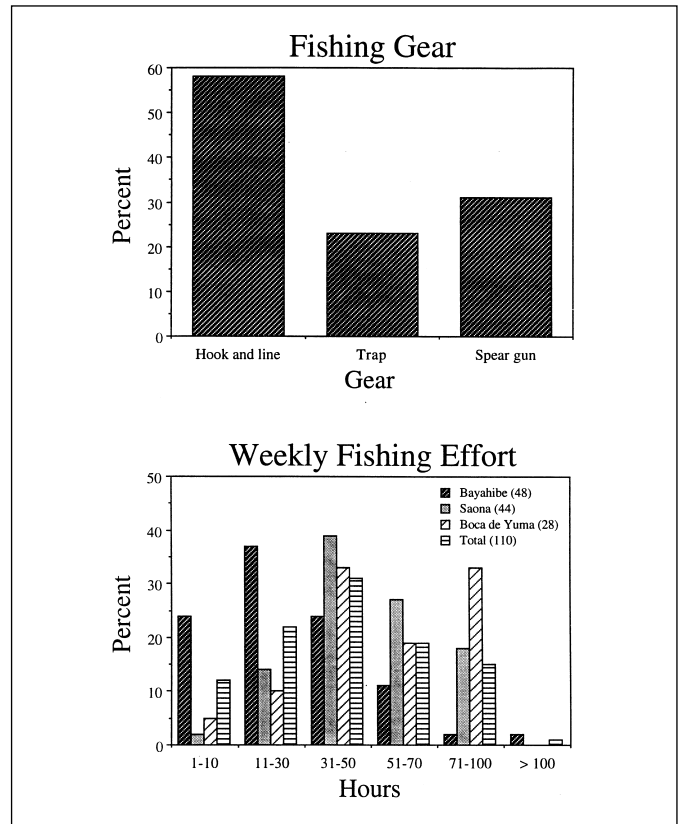 Fishing Gear
60
50
40
30
20
10
0
Percent
Hook and line Trap Spear gun
Gear
Weekly Fishing Effort
50
40
30
20
10
0
Percent
Bayahibe (48)
Saona (44)
Boca de Yuma (28)
Total (110)
1-10 11-30 31-50 51-70 71-100 > 100
Hours